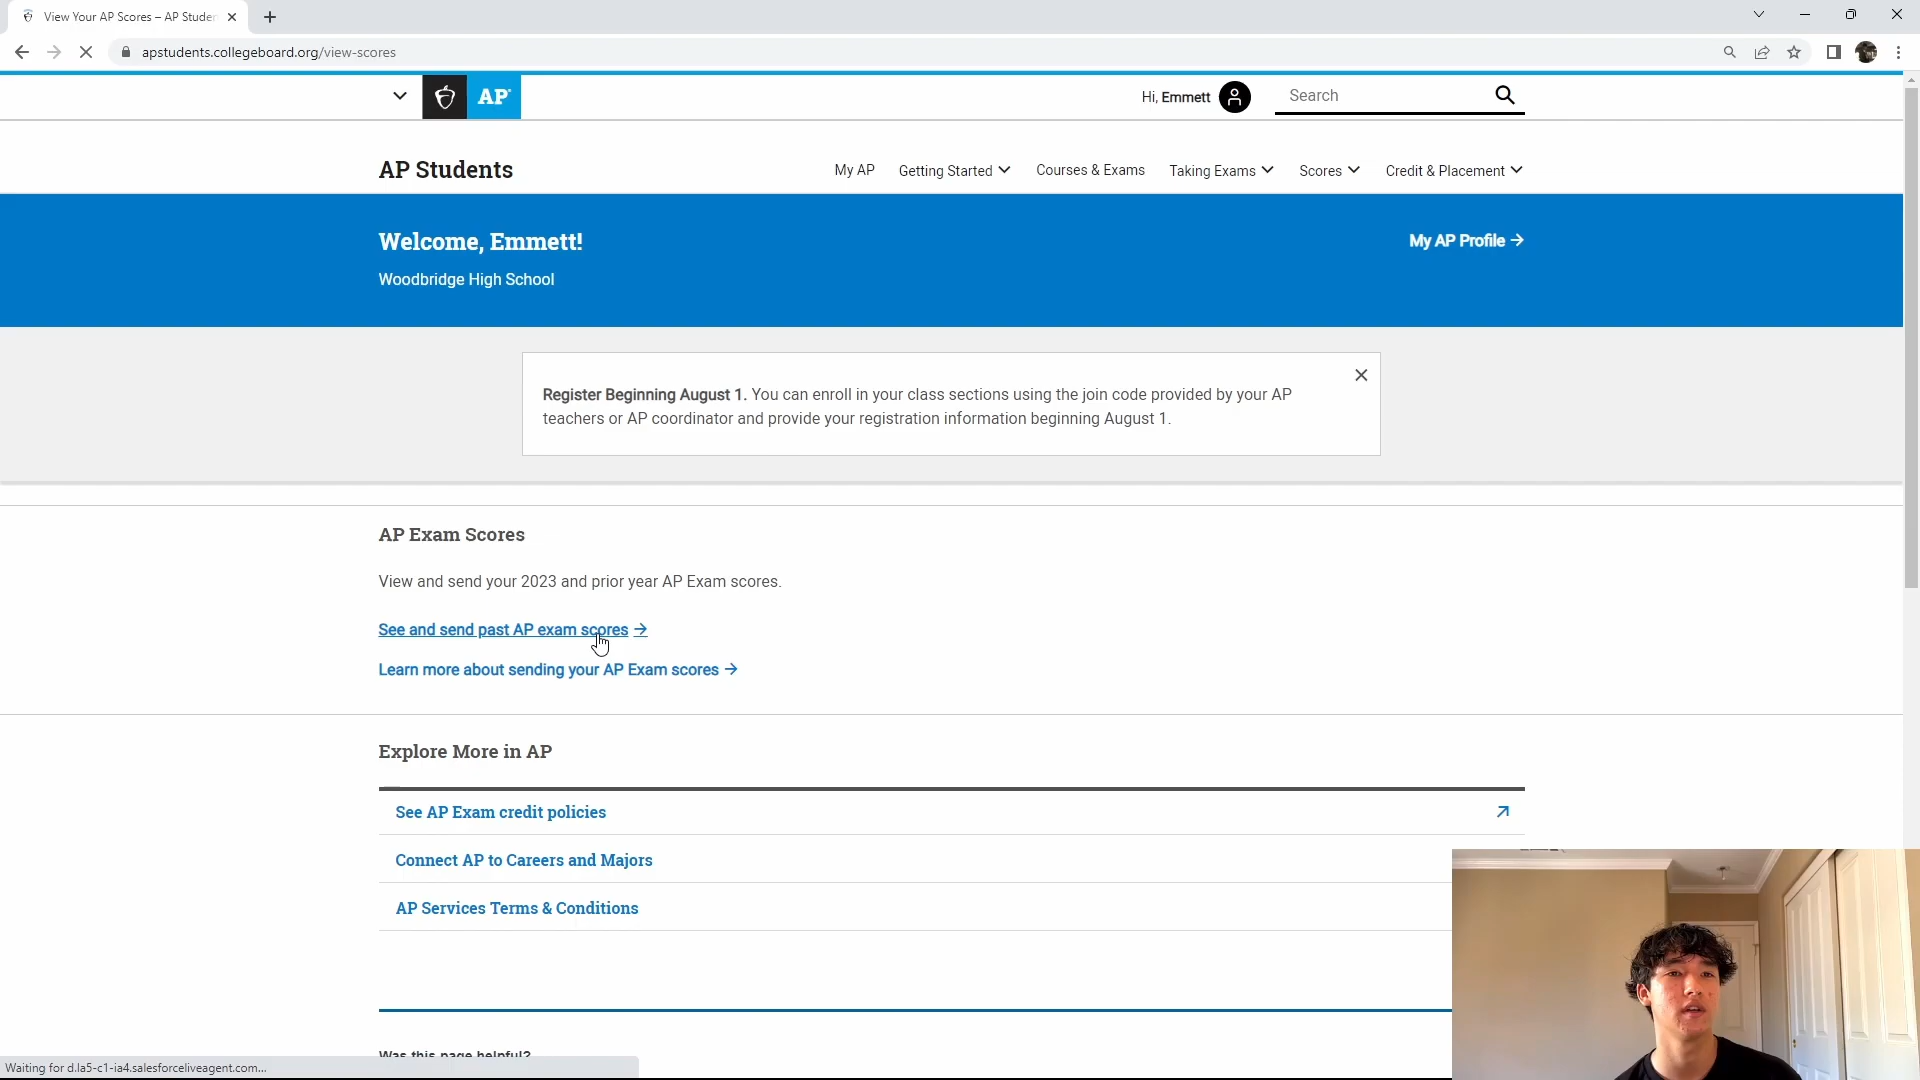 View Your AP Scores – AP Studen
apstudents.collegeboard.org/view-scores
AP
Hi, Emmett
Search
AP Students
My AP
Getting Started
Courses & Exams
Taking Exams
Scores
Credit & Placement
Welcome, Emmett!
My AP Profile
Woodbridge High School
Register Beginning August 1. You can enroll in your class sections using the join code provided by your AP
teachers or AP coordinator and provide your registration information beginning August 1.
AP Exam Scores
View and send your 2023 and prior year AP Exam scores.
See and send past AP exam scores
Learn more about sending your AP Exam scores
Explore More in AP
See AP Exam credit policies
Connect AP to Careers and Majors
AP Services Terms & Conditions
Was this page helpful?
Waiting for d.la5-c1-ia4.salesforceliveagent.com...